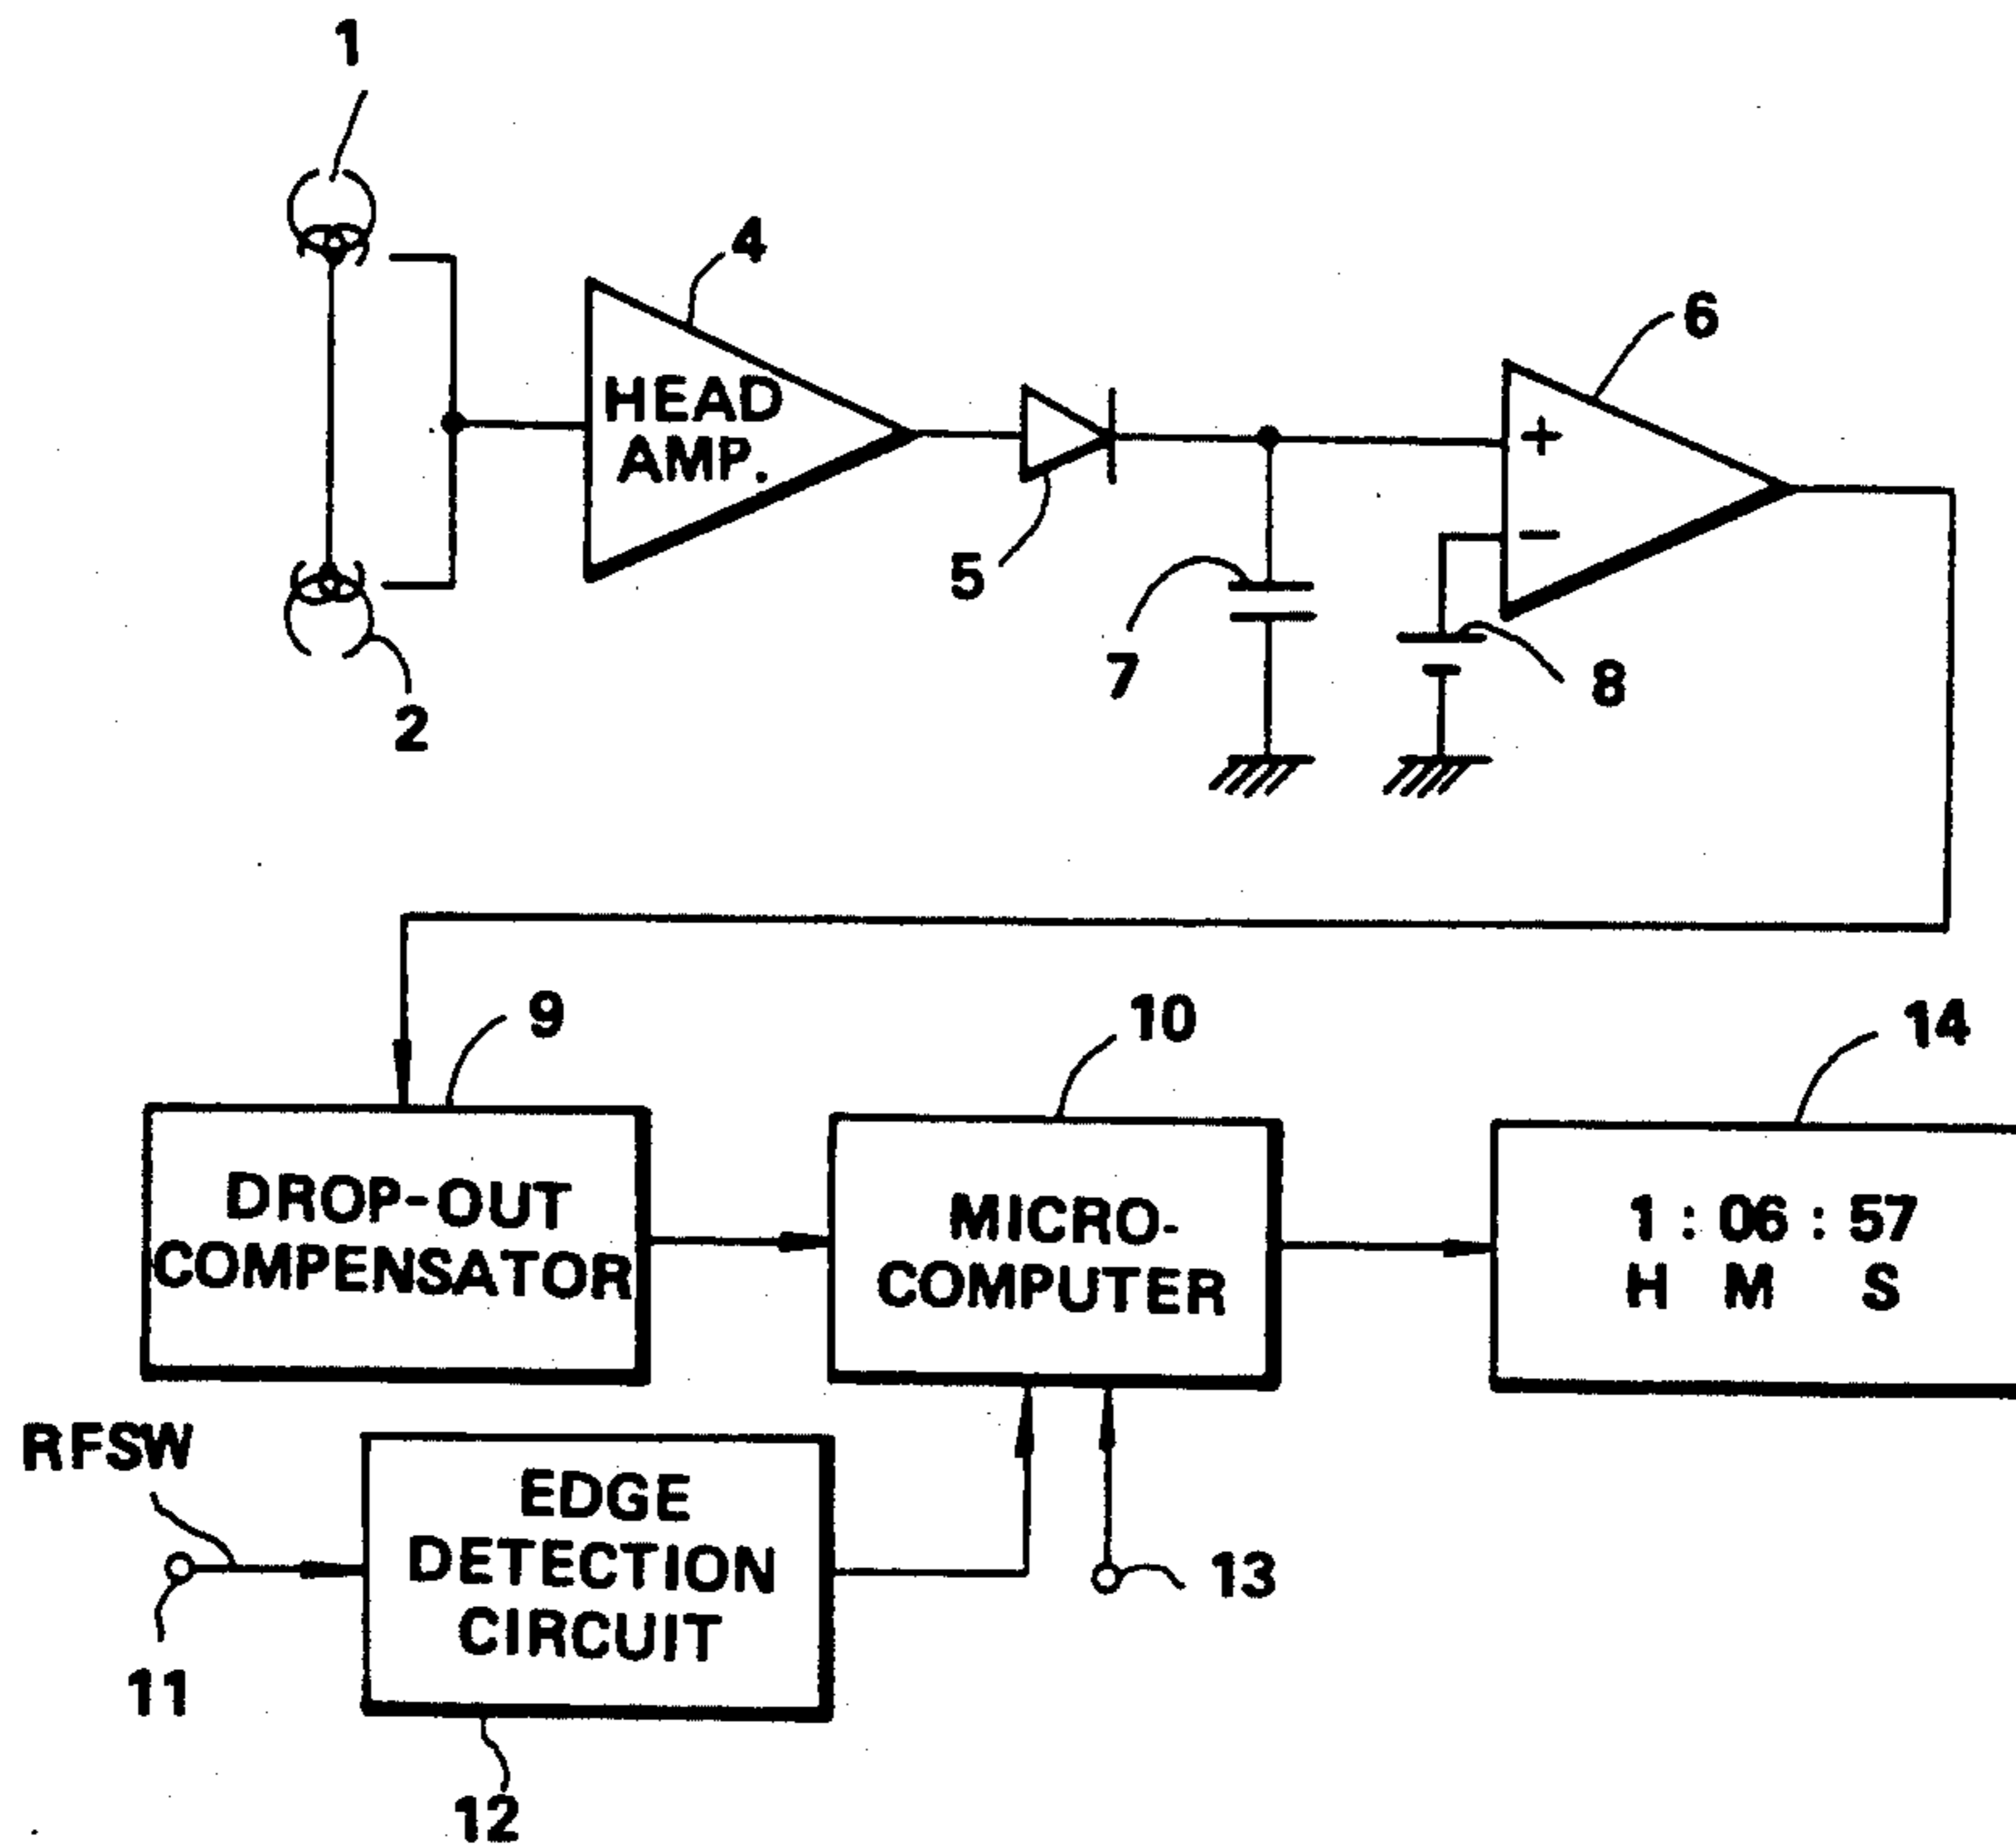 1
4
HEAD
AMP.
6
+
−
5
7
8
2
9
10
14
DROP-OUT
COMPENSATOR
MICRO-
COMPUTER
1 : 06 : 57
H M S
RFSW
EDGE
DETECTION
CIRCUIT
11
13
12